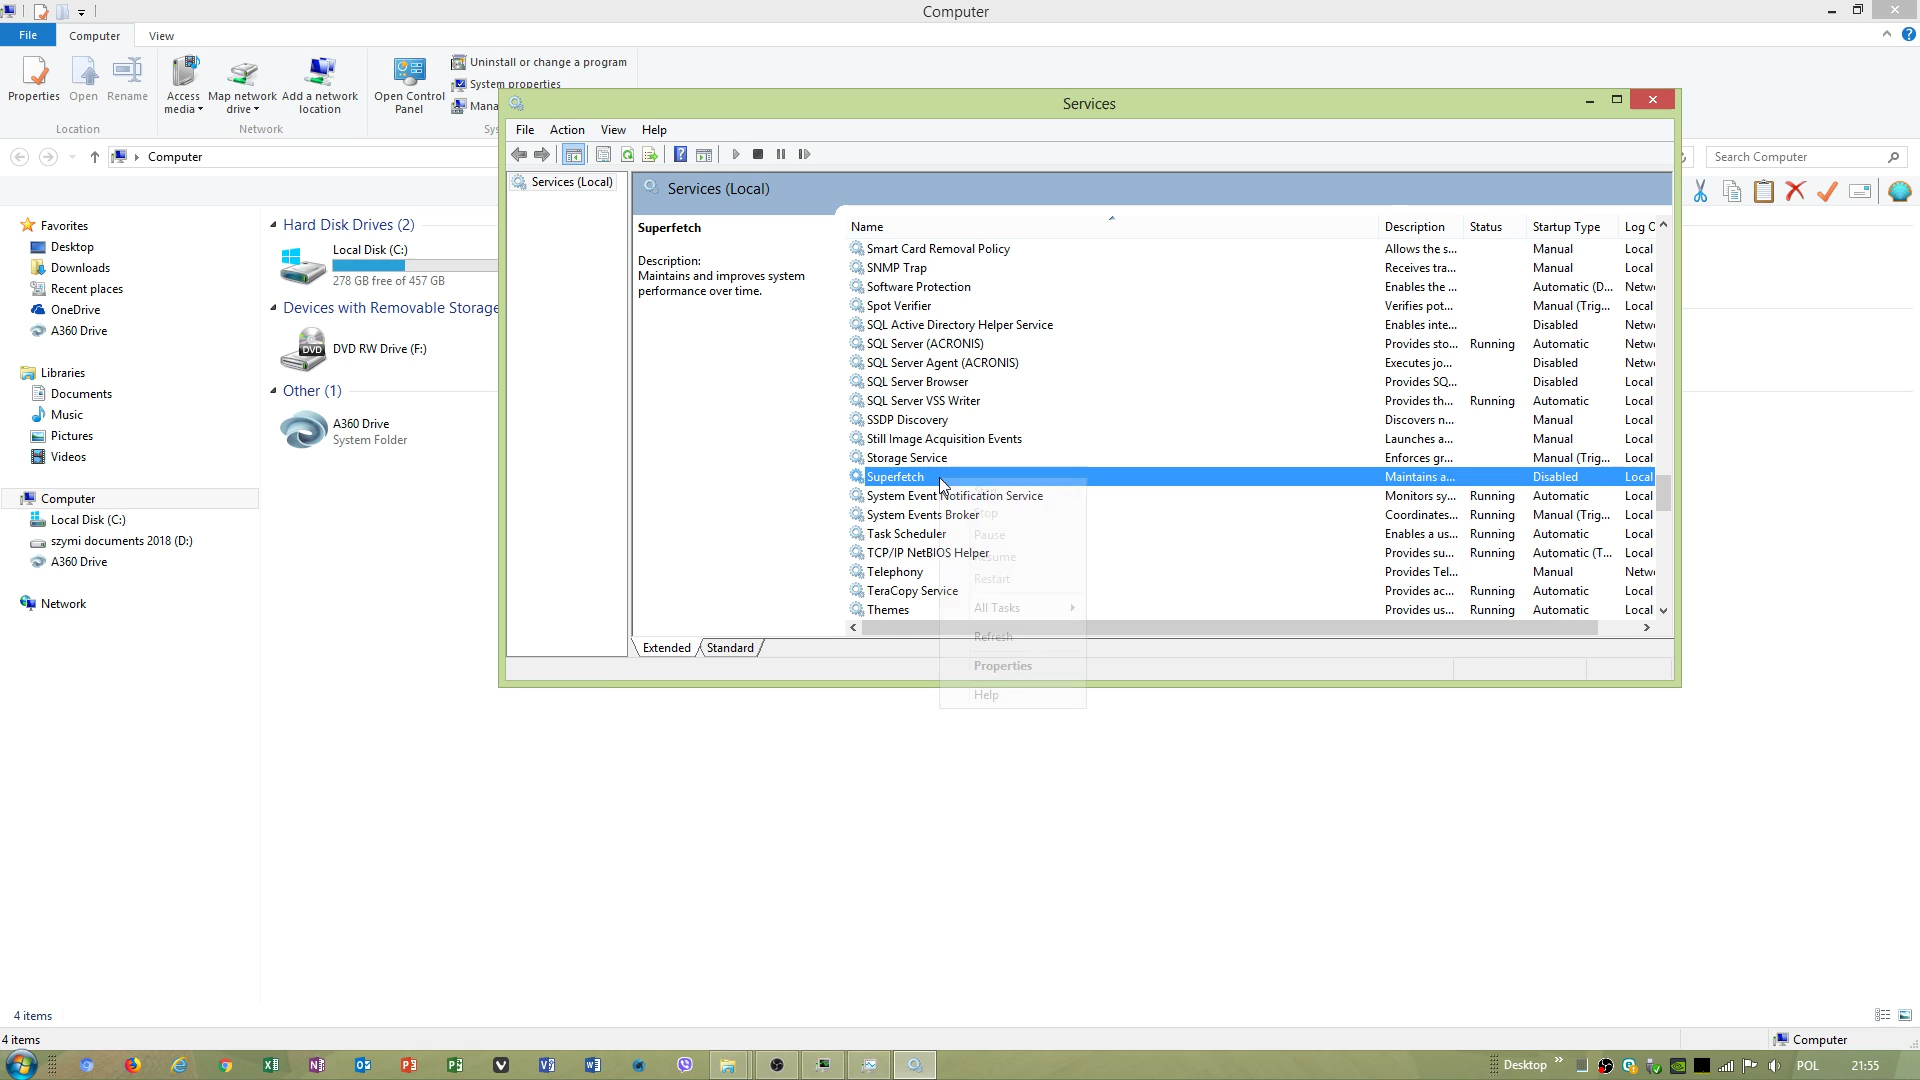 Computer
File
Computer
View
Properties
Open
Rename
Access media
Map network drive
Add a network location
Open Control Panel
Uninstall or change a program
System properties
Mana
Location
Network
Sys
Computer
Search Computer
Favorites
Desktop
Downloads
Recent places
OneDrive
A360 Drive
Libraries
Documents
Music
Pictures
Videos
Computer
Local Disk (C:)
szymi documents 2018 (D:)
A360 Drive
Network
Hard Disk Drives (2)
Local Disk (C:)
278 GB free of 457 GB
Devices with Removable Storage
DVD RW Drive (F:)
Other (1)
A360 Drive
System Folder
Services
File Action View Help
Services (Local)
Services (Local)
Superfetch
Description:
Maintains and improves system
performance over time.
Name Description Status Startup Type Log O
Smart Card Removal Policy Allows the s... Manual Local
SNMP Trap Receives tra... Manual Local
Software Protection Enables the ... Automatic (D... Netw
Spot Verifier Verifies pot... Manual (Trig... Local
SQL Active Directory Helper Service Enables inte... Disabled Netw
SQL Server (ACRONIS) Provides sto... Running Automatic Netw
SQL Server Agent (ACRONIS) Executes jo... Disabled Netw
SQL Server Browser Provides SQ... Disabled Local
SQL Server VSS Writer Provides th... Running Automatic Local
SSDP Discovery Discovers n... Manual Local
Still Image Acquisition Events Launches a... Manual Local
Storage Service Enforces gr... Manual (Trig... Local
Superfetch Maintains a... Disabled Local
System Event Notification Service Monitors sy... Running Automatic Local
System Events Broker Coordinates... Running Manual (Trig... Local
Task Scheduler Enables a us... Running Automatic Local
TCP/IP NetBIOS Helper Provides su... Running Automatic (T... Local
Telephony Provides Tel... Manual Netw
TeraCopy Service Provides ac... Running Automatic Local
Themes Provides us... Running Automatic Local
Stop
Pause
Resume
Restart
All Tasks
Refresh
Properties
Help
Extended Standard
4 items
4 items
Computer
Desktop
POL
21:55